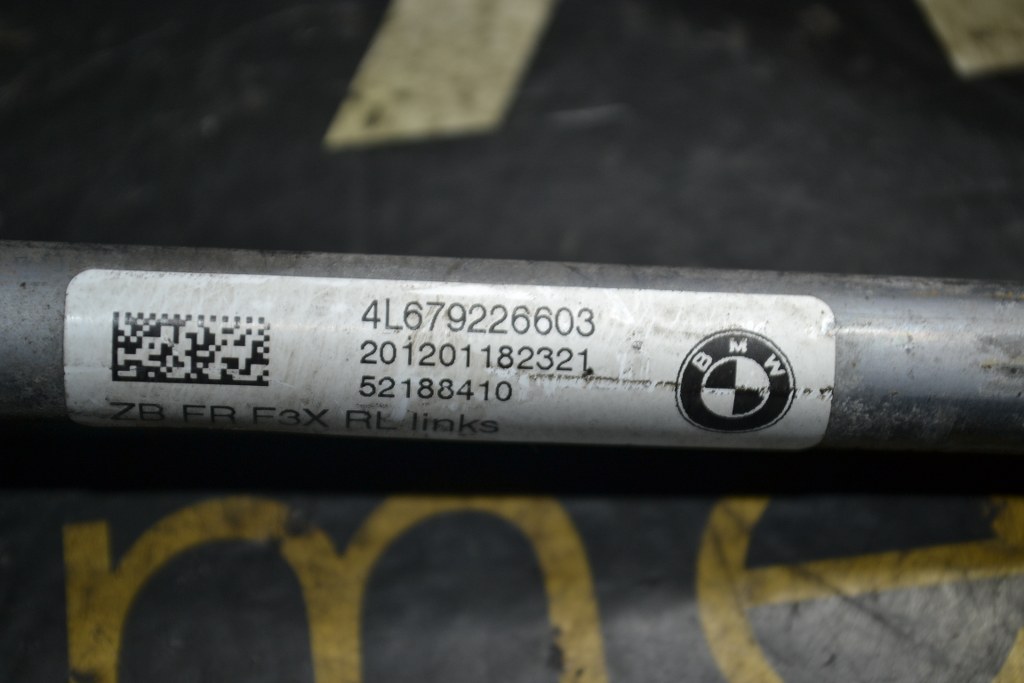 4L679226603
201201182321
52188410
ZB FR F3X RL links
BMW